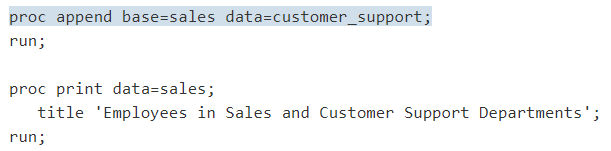 proc append base=sales data=customer_support;
run;

proc print data=sales;
   title 'Employees in Sales and Customer Support Departments';
run;